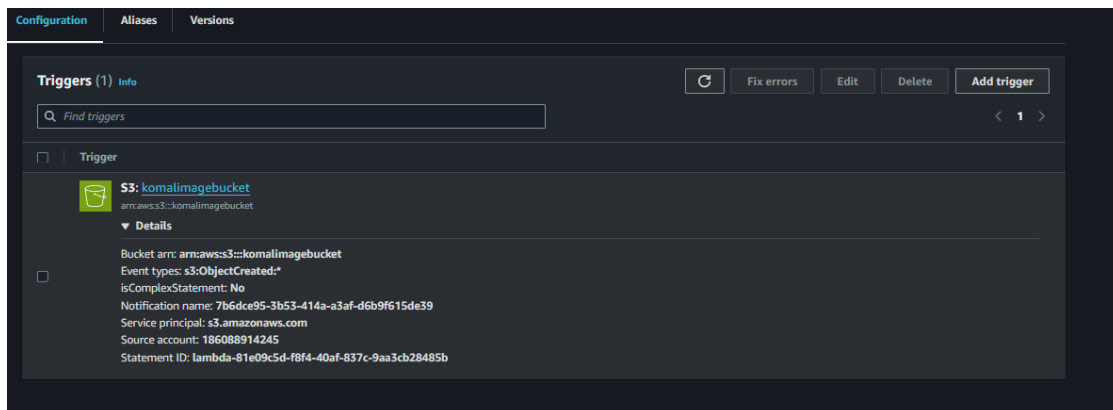 Configuration Aliases Versions
Triggers (1) Info
Fix errors Edit Delete Add trigger
Find triggers
< 1 >
Trigger
S3: komalimagebucket
arn:aws:s3:::komalimagebucket
▼ Details
Bucket arn: arn:aws:s3:::komalimagebucket
Event types: s3:ObjectCreated:*
isComplexStatement: No
Notification name: 7b6dce95-3b53-414a-a3af-d6b9f615de39
Service principal: s3.amazonaws.com
Source account: 186088914245
Statement ID: lambda-81e09c5d-f8f4-40af-837c-9aa3cb28485b